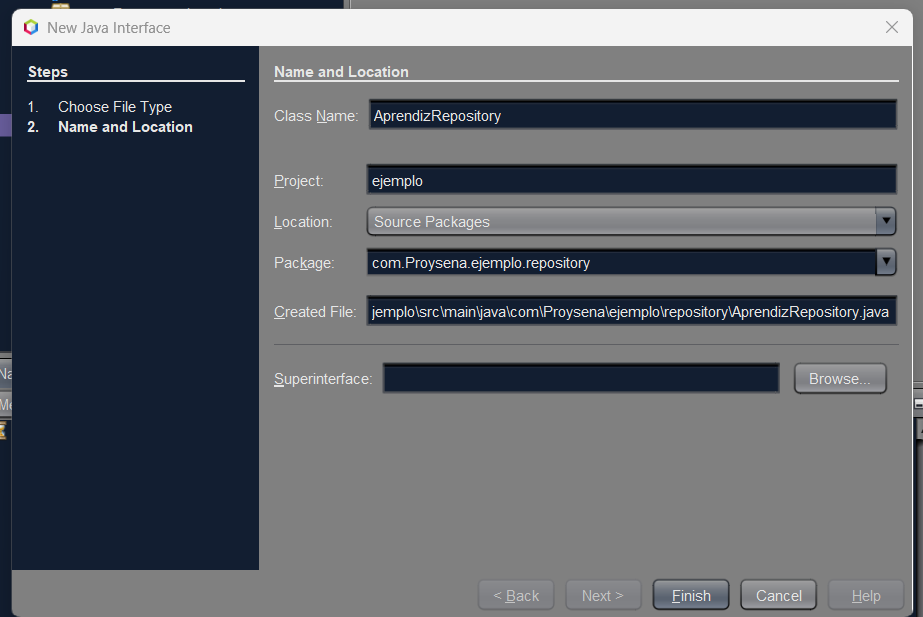 New Java Interface
Steps
1. Choose File Type
2. Name and Location
Name and Location
Class Name: AprendizRepository
Project: ejemplo
Location: Source Packages
Package: com.Proysena.ejemplo.repository
Created File: jemplo\src\main\java\com\Proysena\ejemplo\repository\AprendizRepository.java
Superinterface:
Browse...
< Back
Next >
Finish
Cancel
Help